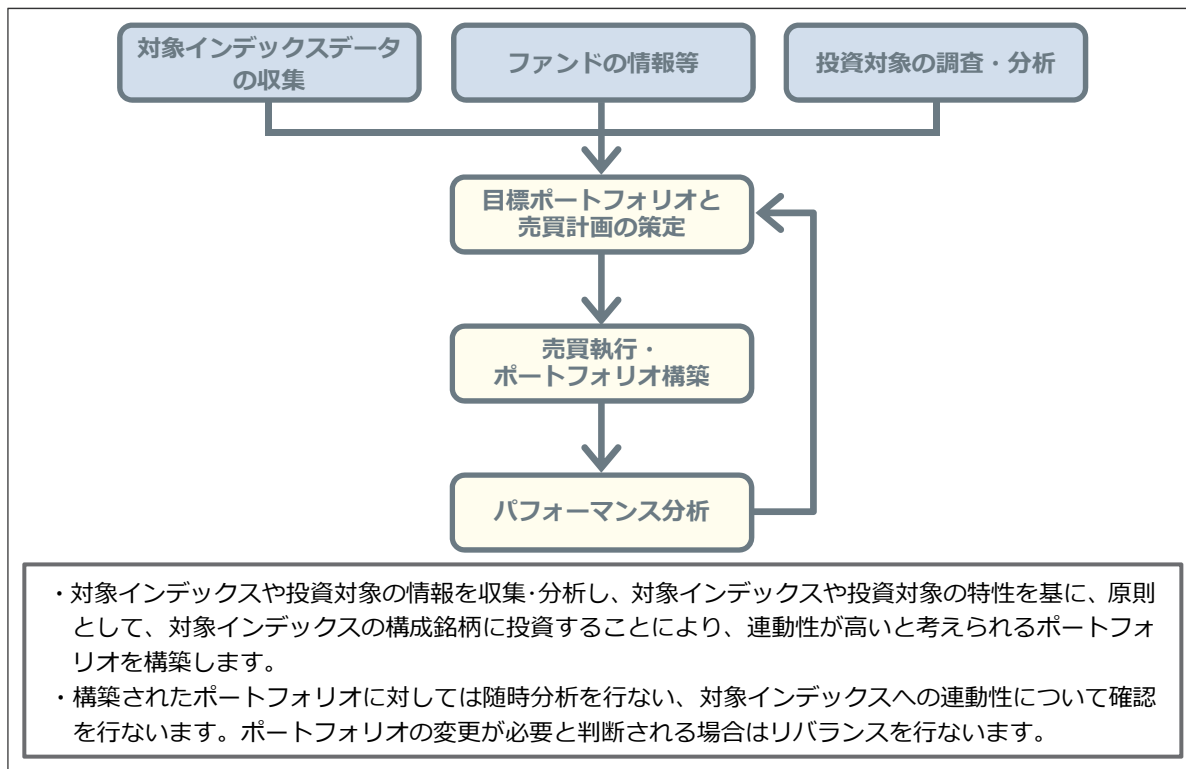 対象インデックスデータ
の収集
ファンドの情報等
投資対象の調査・分析
目標ポートフォリオと
売買計画の策定
売買執行・
ポートフォリオ構築
パフォーマンス分析
・対象インデックスや投資対象の情報を収集・分析し、対象インデックスや投資対象の特性を基に、原則
として、対象インデックスの構成銘柄に投資することにより、連動性が高いと考えられるポートフォ
リオを構築します。
・構築されたポートフォリオに対しては随時分析を行ない、対象インデックスへの連動性について確認
を行ないます。ポートフォリオの変更が必要と判断される場合はリバランスを行ないます。